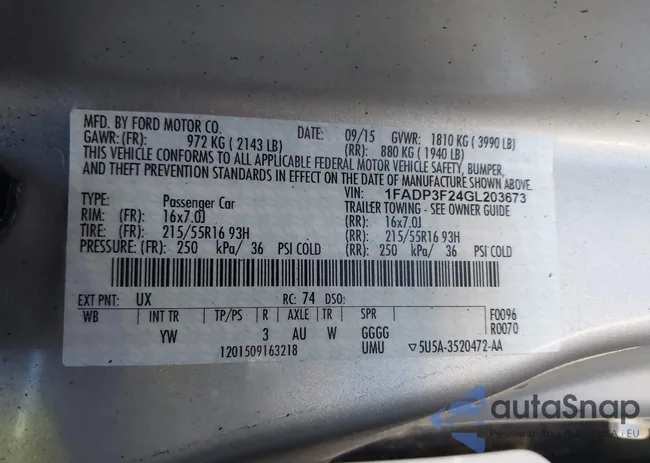 MFD. BY FORD MOTOR CO. DATE: 09/15 GVWR: 1810 KG ( 3990 LB)
GAWR: (FR): 972 KG ( 2143 LB) (RR): 880 KG ( 1940 LB)
THIS VEHICLE CONFORMS TO ALL APPLICABLE FEDERAL MOTOR VEHICLE SAFETY, BUMPER,
AND THEFT PREVENTION STANDARDS IN EFFECT ON THE DATE OF MANUFACTURE SHOWN ABOVE.
VIN: 1FADP3F24GL203673
TYPE: Passenger Car TRAILER TOWING - SEE OWNER GUIDE
RIM: (FR): 16x7.0J (RR): 16x7.0J
TIRE: (FR): 215/55R16 93H (RR): 215/55R16 93H
PRESSURE: (FR): 250 kPa/ 36 PSI COLD (RR): 250 kPa/ 36 PSI COLD
EXT PNT: UX RC: 74 DSO:
WB INT TR TP/PS R AXLE TR SPR F0096
YW 3 AU W GGGG R0070
1201509163218 UMU ▽5U5A-3520472-AA
autoSnap